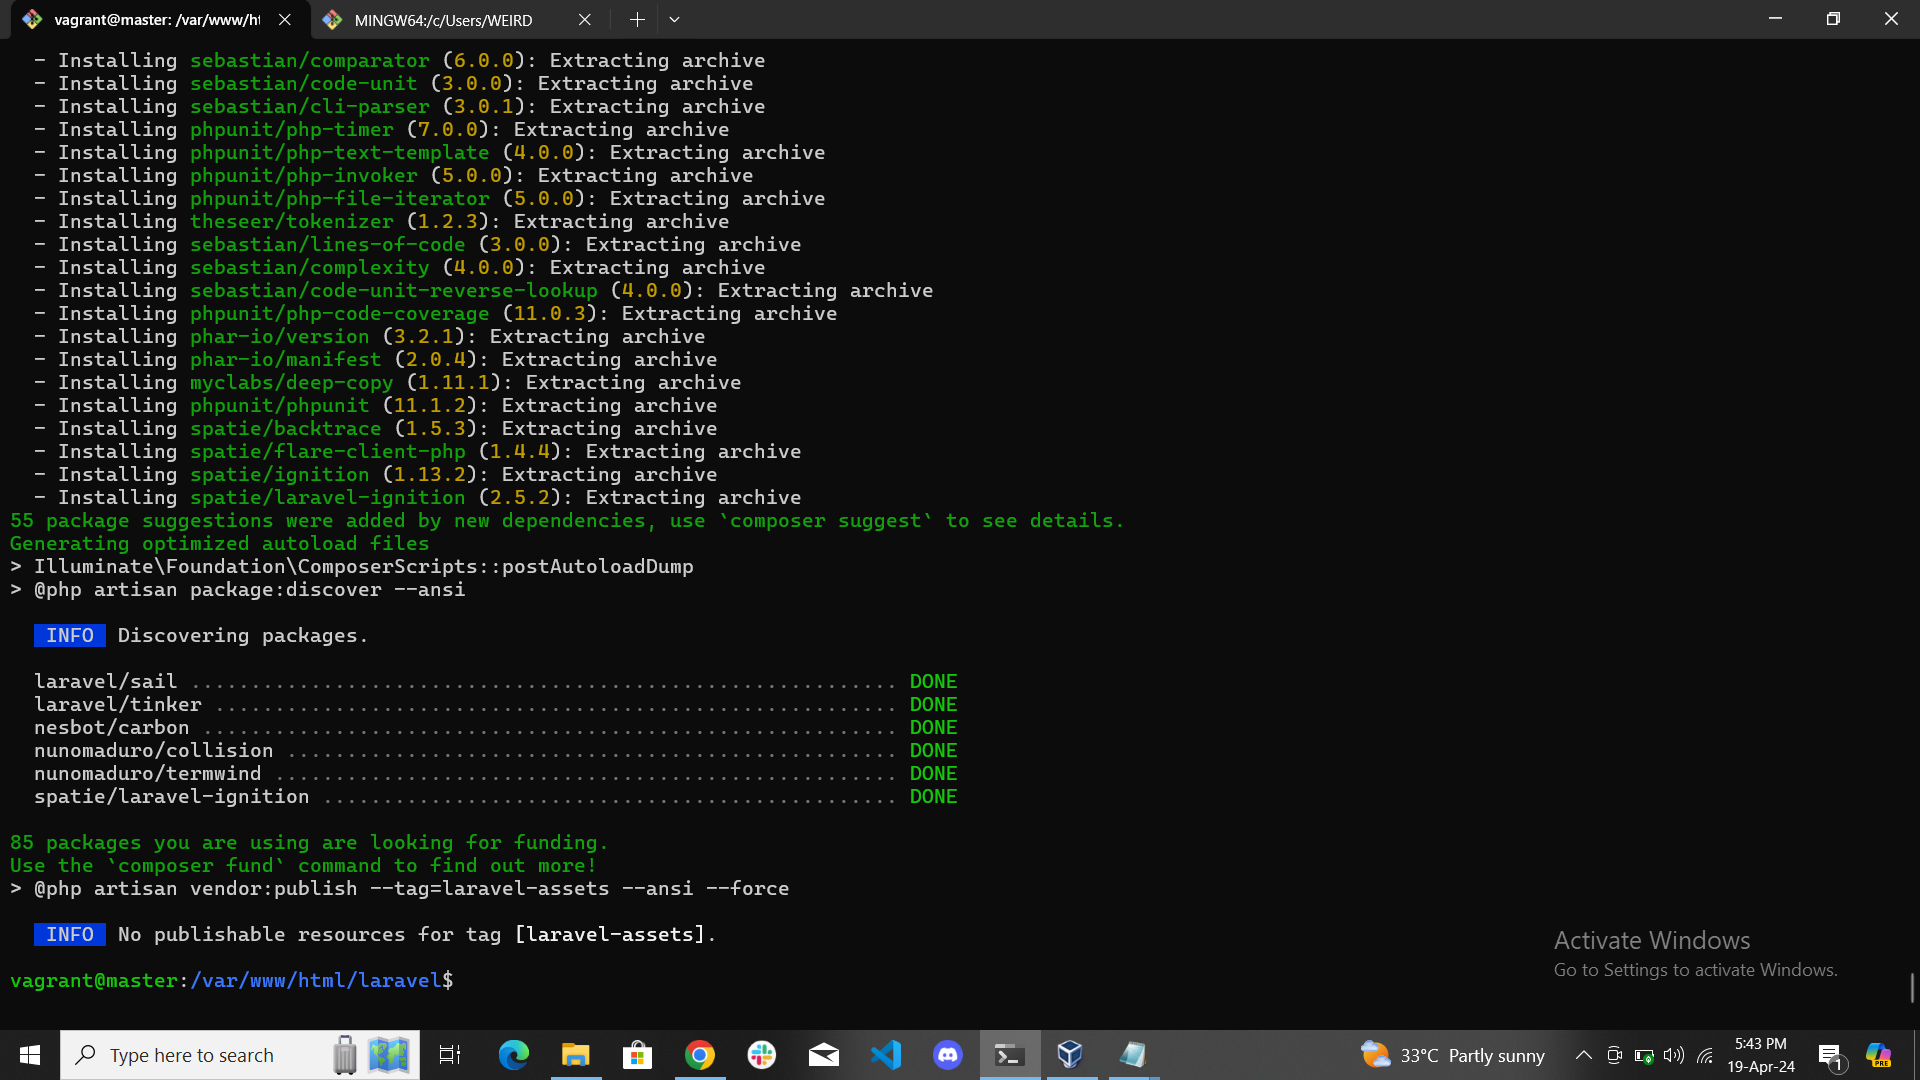 vagrant@master: /var/www/ht
MINGW64:/c/Users/WEIRD
- Installing sebastian/comparator (6.0.0): Extracting archive
- Installing sebastian/code-unit (3.0.0): Extracting archive
- Installing sebastian/cli-parser (3.0.1): Extracting archive
- Installing phpunit/php-timer (7.0.0): Extracting archive
- Installing phpunit/php-text-template (4.0.0): Extracting archive
- Installing phpunit/php-invoker (5.0.0): Extracting archive
- Installing phpunit/php-file-iterator (5.0.0): Extracting archive
- Installing theseer/tokenizer (1.2.3): Extracting archive
- Installing sebastian/lines-of-code (3.0.0): Extracting archive
- Installing sebastian/complexity (4.0.0): Extracting archive
- Installing sebastian/code-unit-reverse-lookup (4.0.0): Extracting archive
- Installing phpunit/php-code-coverage (11.0.3): Extracting archive
- Installing phar-io/version (3.2.1): Extracting archive
- Installing phar-io/manifest (2.0.4): Extracting archive
- Installing myclabs/deep-copy (1.11.1): Extracting archive
- Installing phpunit/phpunit (11.1.2): Extracting archive
- Installing spatie/backtrace (1.5.3): Extracting archive
- Installing spatie/flare-client-php (1.4.4): Extracting archive
- Installing spatie/ignition (1.13.2): Extracting archive
- Installing spatie/laravel-ignition (2.5.2): Extracting archive
55 package suggestions were added by new dependencies, use `composer suggest` to see details.
Generating optimized autoload files
> Illuminate\Foundation\ComposerScripts::postAutoloadDump
> @php artisan package:discover --ansi
INFO Discovering packages.
laravel/sail ........................................................... DONE
laravel/tinker ......................................................... DONE
nesbot/carbon .......................................................... DONE
nunomaduro/collision ................................................... DONE
nunomaduro/termwind .................................................... DONE
spatie/laravel-ignition ................................................ DONE
85 packages you are using are looking for funding.
Use the `composer fund` command to find out more!
> @php artisan vendor:publish --tag=laravel-assets --ansi --force
INFO No publishable resources for tag [laravel-assets].
vagrant@master:/var/www/html/laravel$
Activate Windows
Go to Settings to activate Windows.
Type here to search
33°C Partly sunny
5:43 PM
19-Apr-24
1
PRE